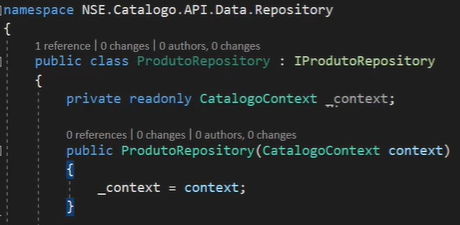 namespace NSE.Catalogo.API.Data.Repository
{
1 reference | 0 changes | 0 authors, 0 changes
public class ProdutoRepository : IProdutoRepository
{
private readonly CatalogoContext _context;
0 references | 0 changes | 0 authors, 0 changes
public ProdutoRepository(CatalogoContext context)
{
_context = context;
}